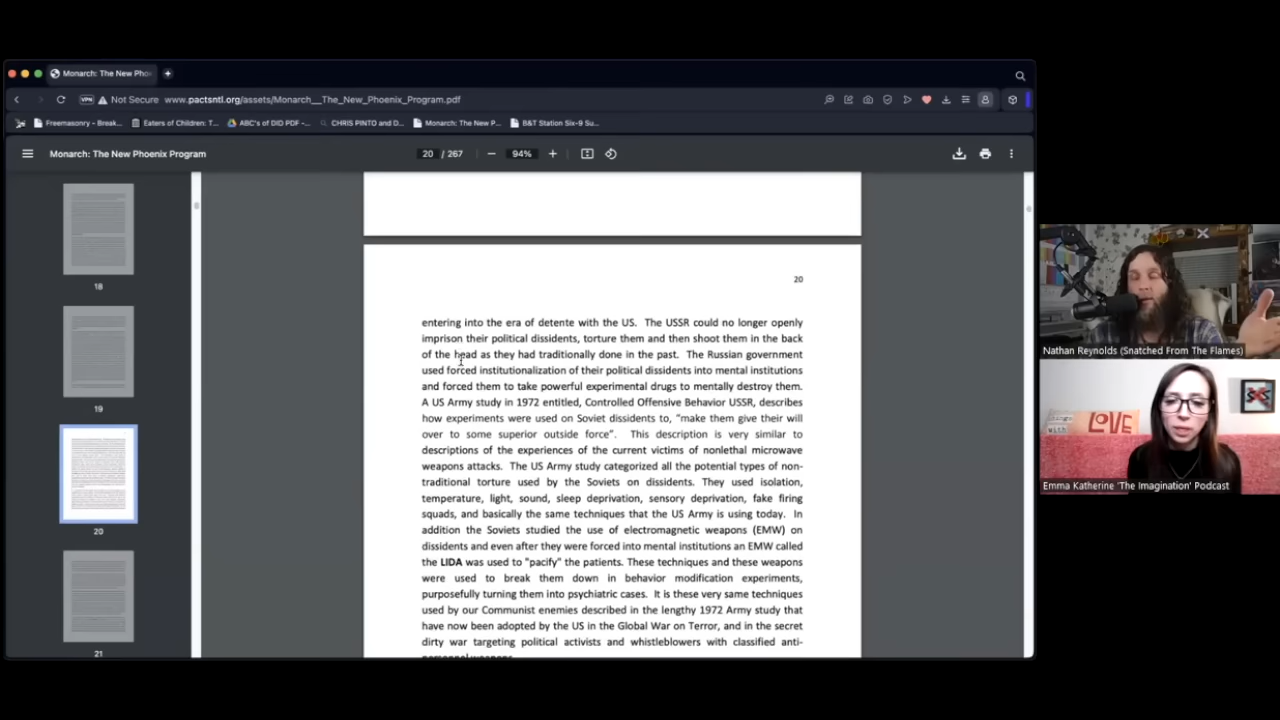 Monarch: The New Pho
Not Secure www.pactsntl.org/assets/Monarch__The_New_Phoenix_Program.pdf
Freemasonry - Break... Eaters of Children: T... ABC's of DID PDF -... CHRIS PINTO and D... Monarch: The New P... B&T Station Six-9 Su...
Monarch: The New Phoenix Program 20 / 267 94%
18
19
20
21
20
entering into the era of detente with the US. The USSR could no longer openly
imprison their political dissidents, torture them and then shoot them in the back
of the head as they had traditionally done in the past. The Russian government
used forced institutionalization of their political dissidents into mental institutions
and forced them to take powerful experimental drugs to mentally destroy them.
A US Army study in 1972 entitled, Controlled Offensive Behavior USSR, describes
how experiments were used on Soviet dissidents to, “make them give their will
over to some superior outside force”. This description is very similar to
descriptions of the experiences of the current victims of nonlethal microwave
weapons attacks. The US Army study categorized all the potential types of non-
traditional torture used by the Soviets on dissidents. They used isolation,
temperature, light, sound, sleep deprivation, sensory deprivation, fake firing
squads, and basically the same techniques that the US Army is using today. In
addition the Soviets studied the use of electromagnetic weapons (EMW) on
dissidents and even after they were forced into mental institutions an EMW called
the LIDA was used to "pacify" the patients. These techniques and these weapons
were used to break them down in behavior modification experiments,
purposefully turning them into psychiatric cases. It is these very same techniques
used by our Communist enemies described in the lengthy 1972 Army study that
have now been adopted by the US in the Global War on Terror, and in the secret
dirty war targeting political activists and whistleblowers with classified anti-
Nathan Reynolds (Snatched From The Flames)
with LOVE
Emma Katherine 'The Imagination' Podcast